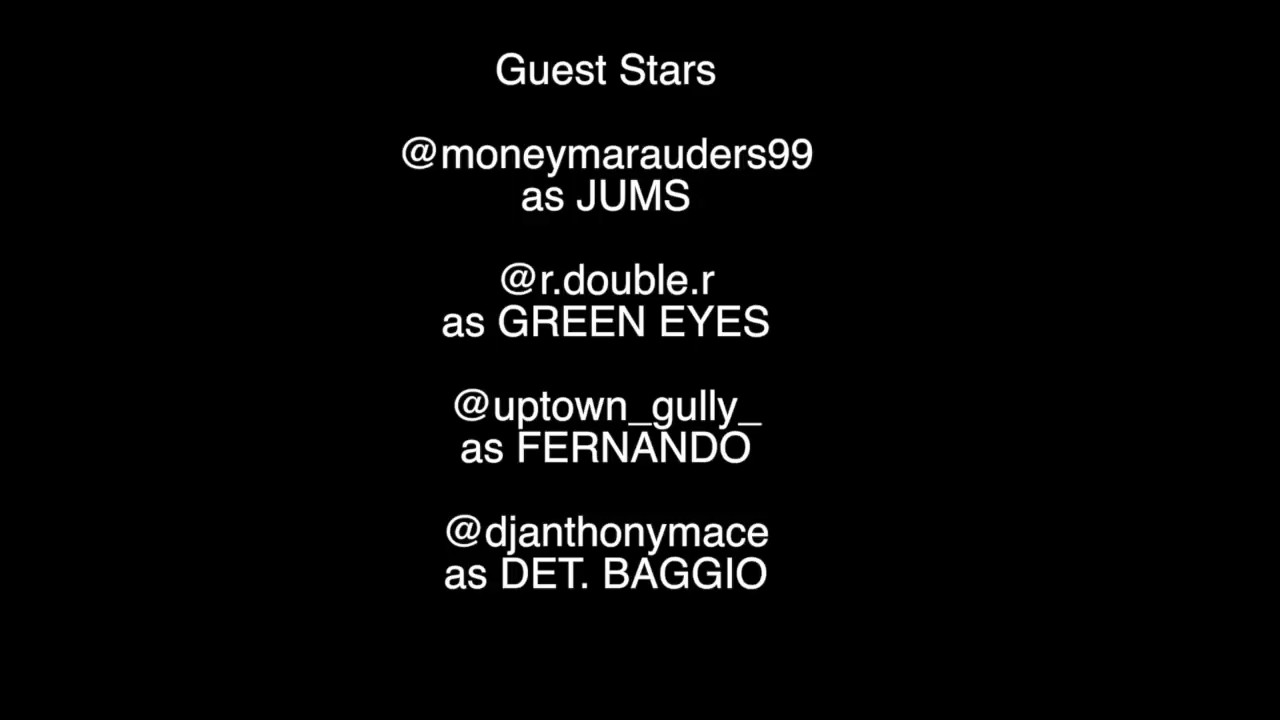 Guest Stars
@moneymarauders99
as JUMS
@r.double.r
as GREEN EYES
@uptown_gully_
as FERNANDO
@djanthonymace
as DET. BAGGIO